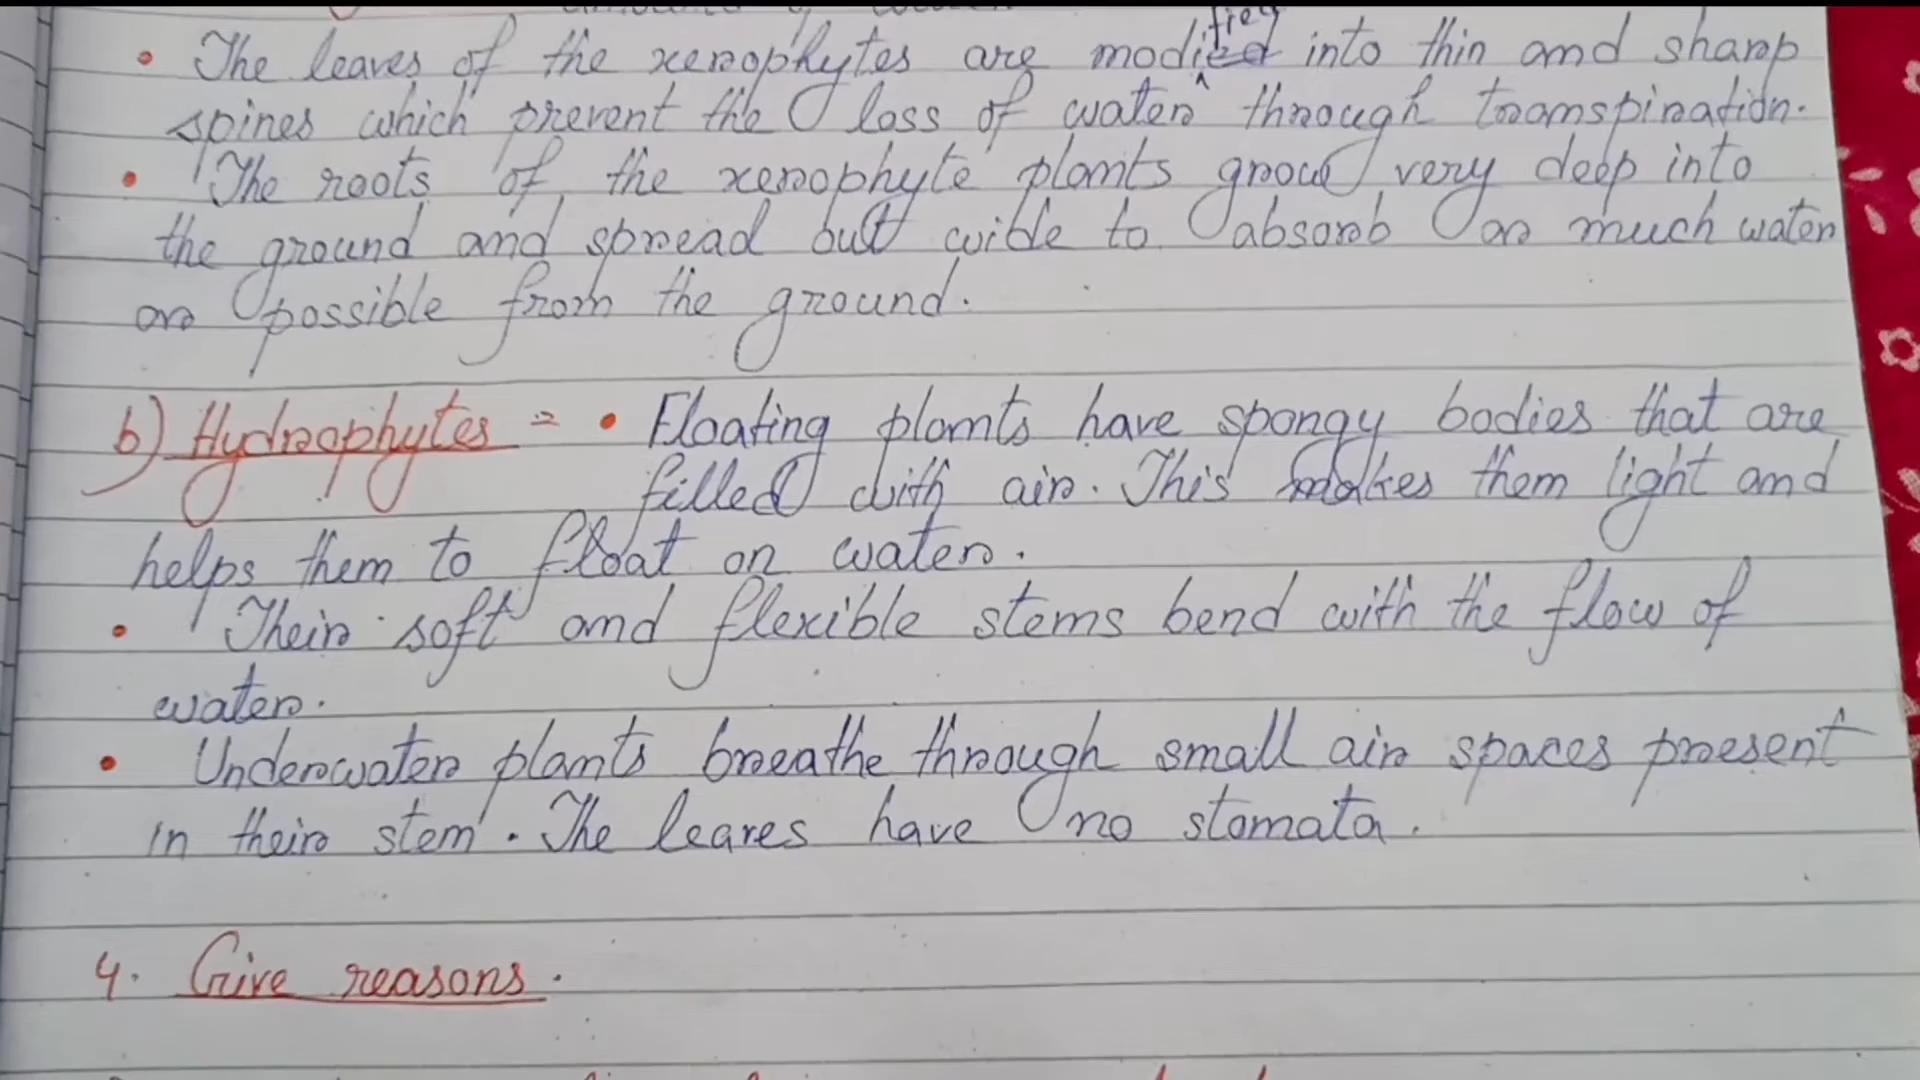 • The leaves of the xerophytes are modified into thin and sharp
spines which prevent the loss of water through transpiration.
• The roots of the xerophyte plants grow very deep into
the ground and spread out wide to absorb as much water
as possible from the ground.
b) Hydrophytes = • Floating plants have spongy bodies that are
filled with air. This makes them light and
helps them to float on water.
• Their soft and flexible stems bend with the flow of
water.
• Underwater plants breathe through small air spaces present
in their stem. The leaves have no stomata.
4. Give reasons.